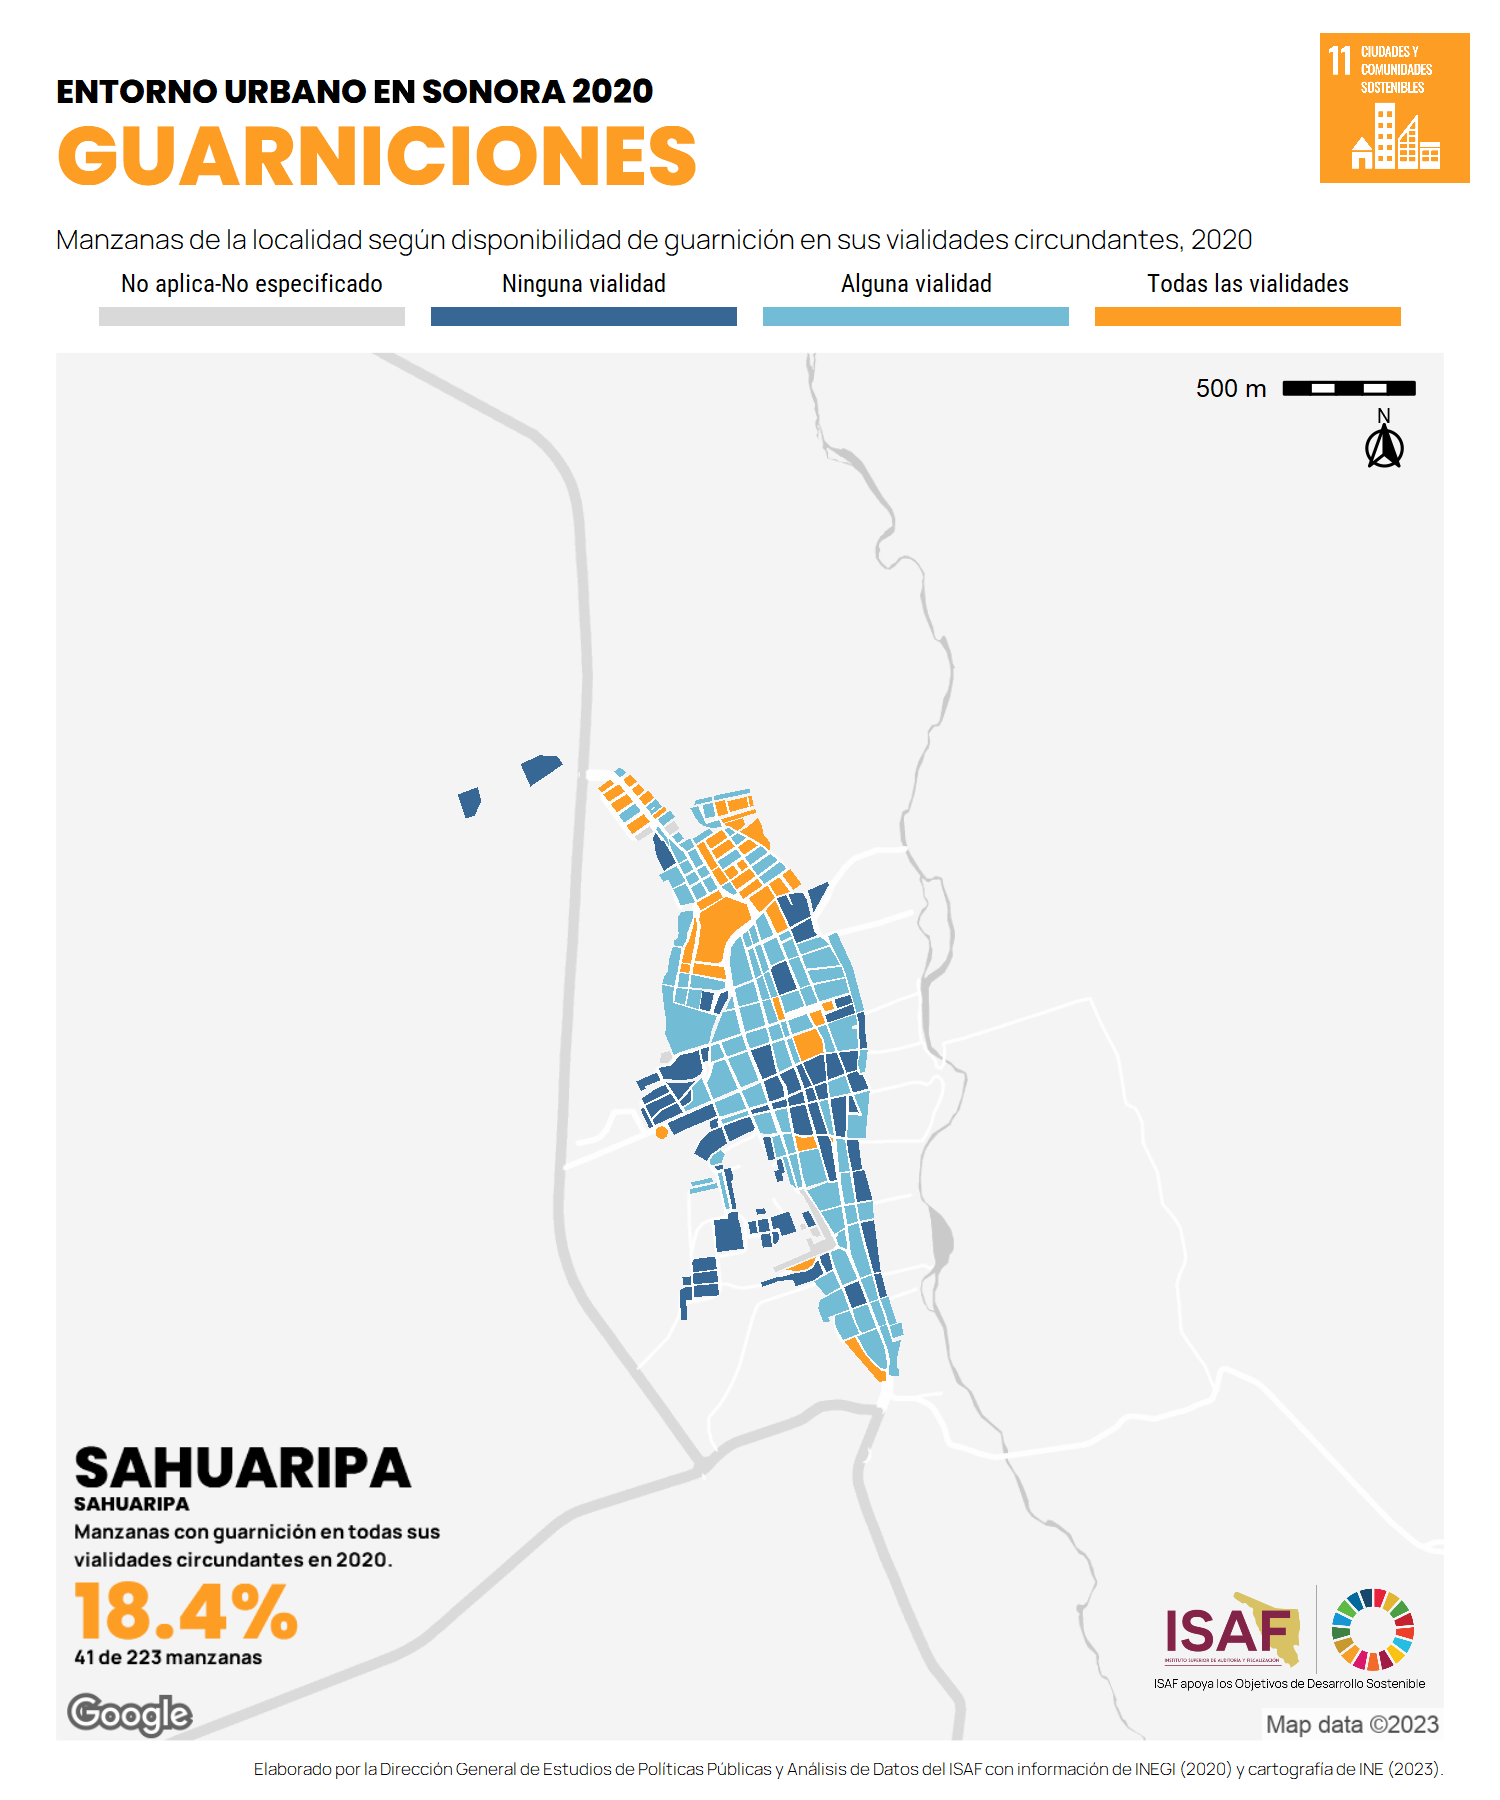 11 CIUDADES Y
COMUNIDADES
SOSTENIBLES
ENTORNO URBANO EN SONORA 2020
GUARNICIONES
Manzanas de la localidad según disponibilidad de guarnición en sus vialidades circundantes, 2020
No aplica-No especificado
Ninguna vialidad
Alguna vialidad
Todas las vialidades
500 m
N
SAHUARIPA
SAHUARIPA
Manzanas con guarnición en todas sus
vialidades circundantes en 2020.
18.4%
41 de 223 manzanas
Google
ISAF
INSTITUTO SUPERIOR DE AUDITORÍA Y FISCALIZACIÓN
ISAF apoya los Objetivos de Desarrollo Sostenible
Map data ©2023
Elaborado por la Dirección General de Estudios de Políticas Públicas y Análisis de Datos del ISAF con información de INEGI (2020) y cartografía de INE (2023).